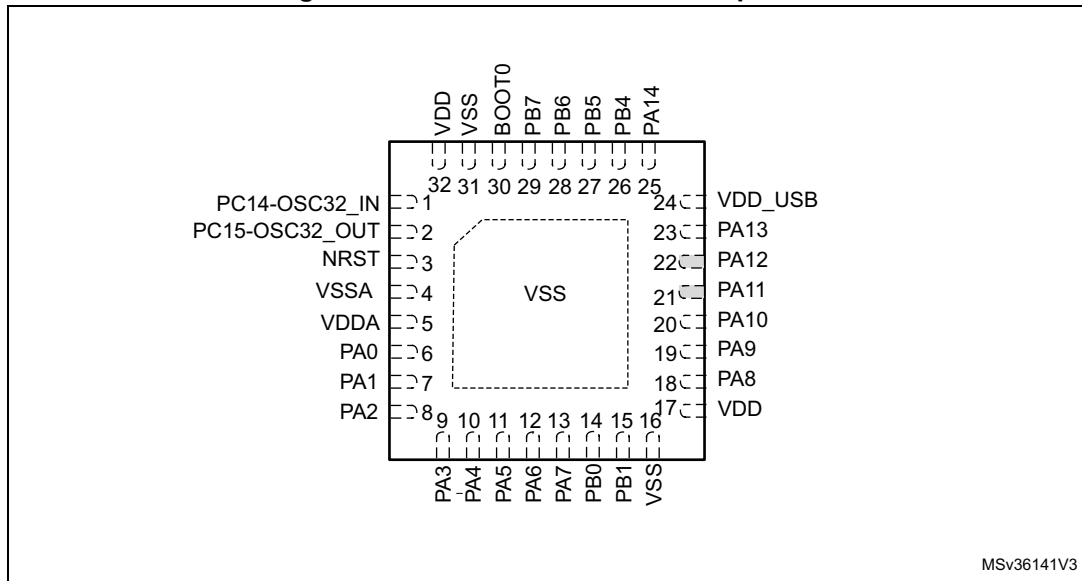 VDD
VSS
BOOT0
PB7
PB6
PB5
PB4
PA14
32 31 30 29 28 27 26 25
PC14-OSC32_IN 1
PC15-OSC32_OUT 2
NRST 3
VSSA 4
VDDA 5
PA0 6
PA1 7
PA2 8
VSS
24 VDD_USB
23 PA13
22 PA12
21 PA11
20 PA10
19 PA9
18 PA8
17 VDD
9 10 11 12 13 14 15 16
PA3
PA4
PA5
PA6
PA7
PB0
PB1
VSS
MSv36141V3